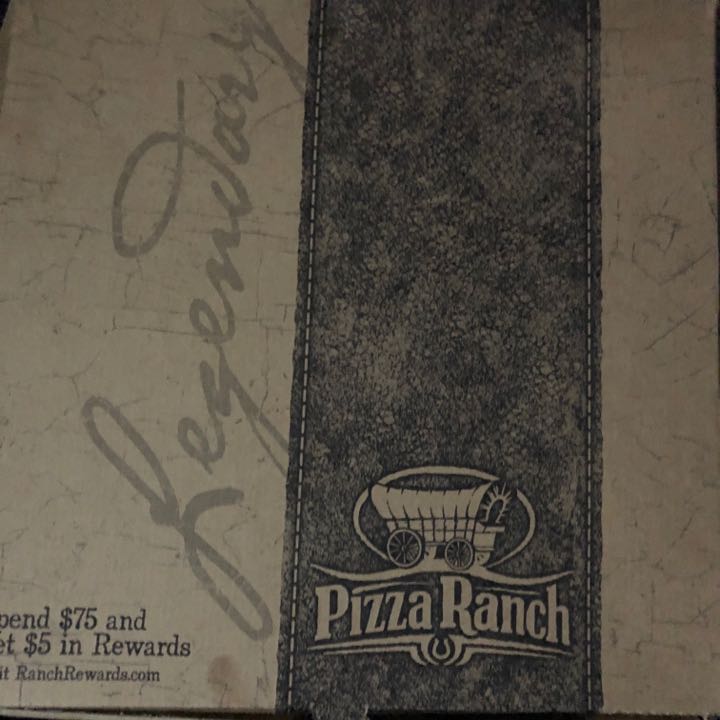 Legendary
Pizza Ranch
pend $75 and
et $5 in Rewards
it RanchRewards.com